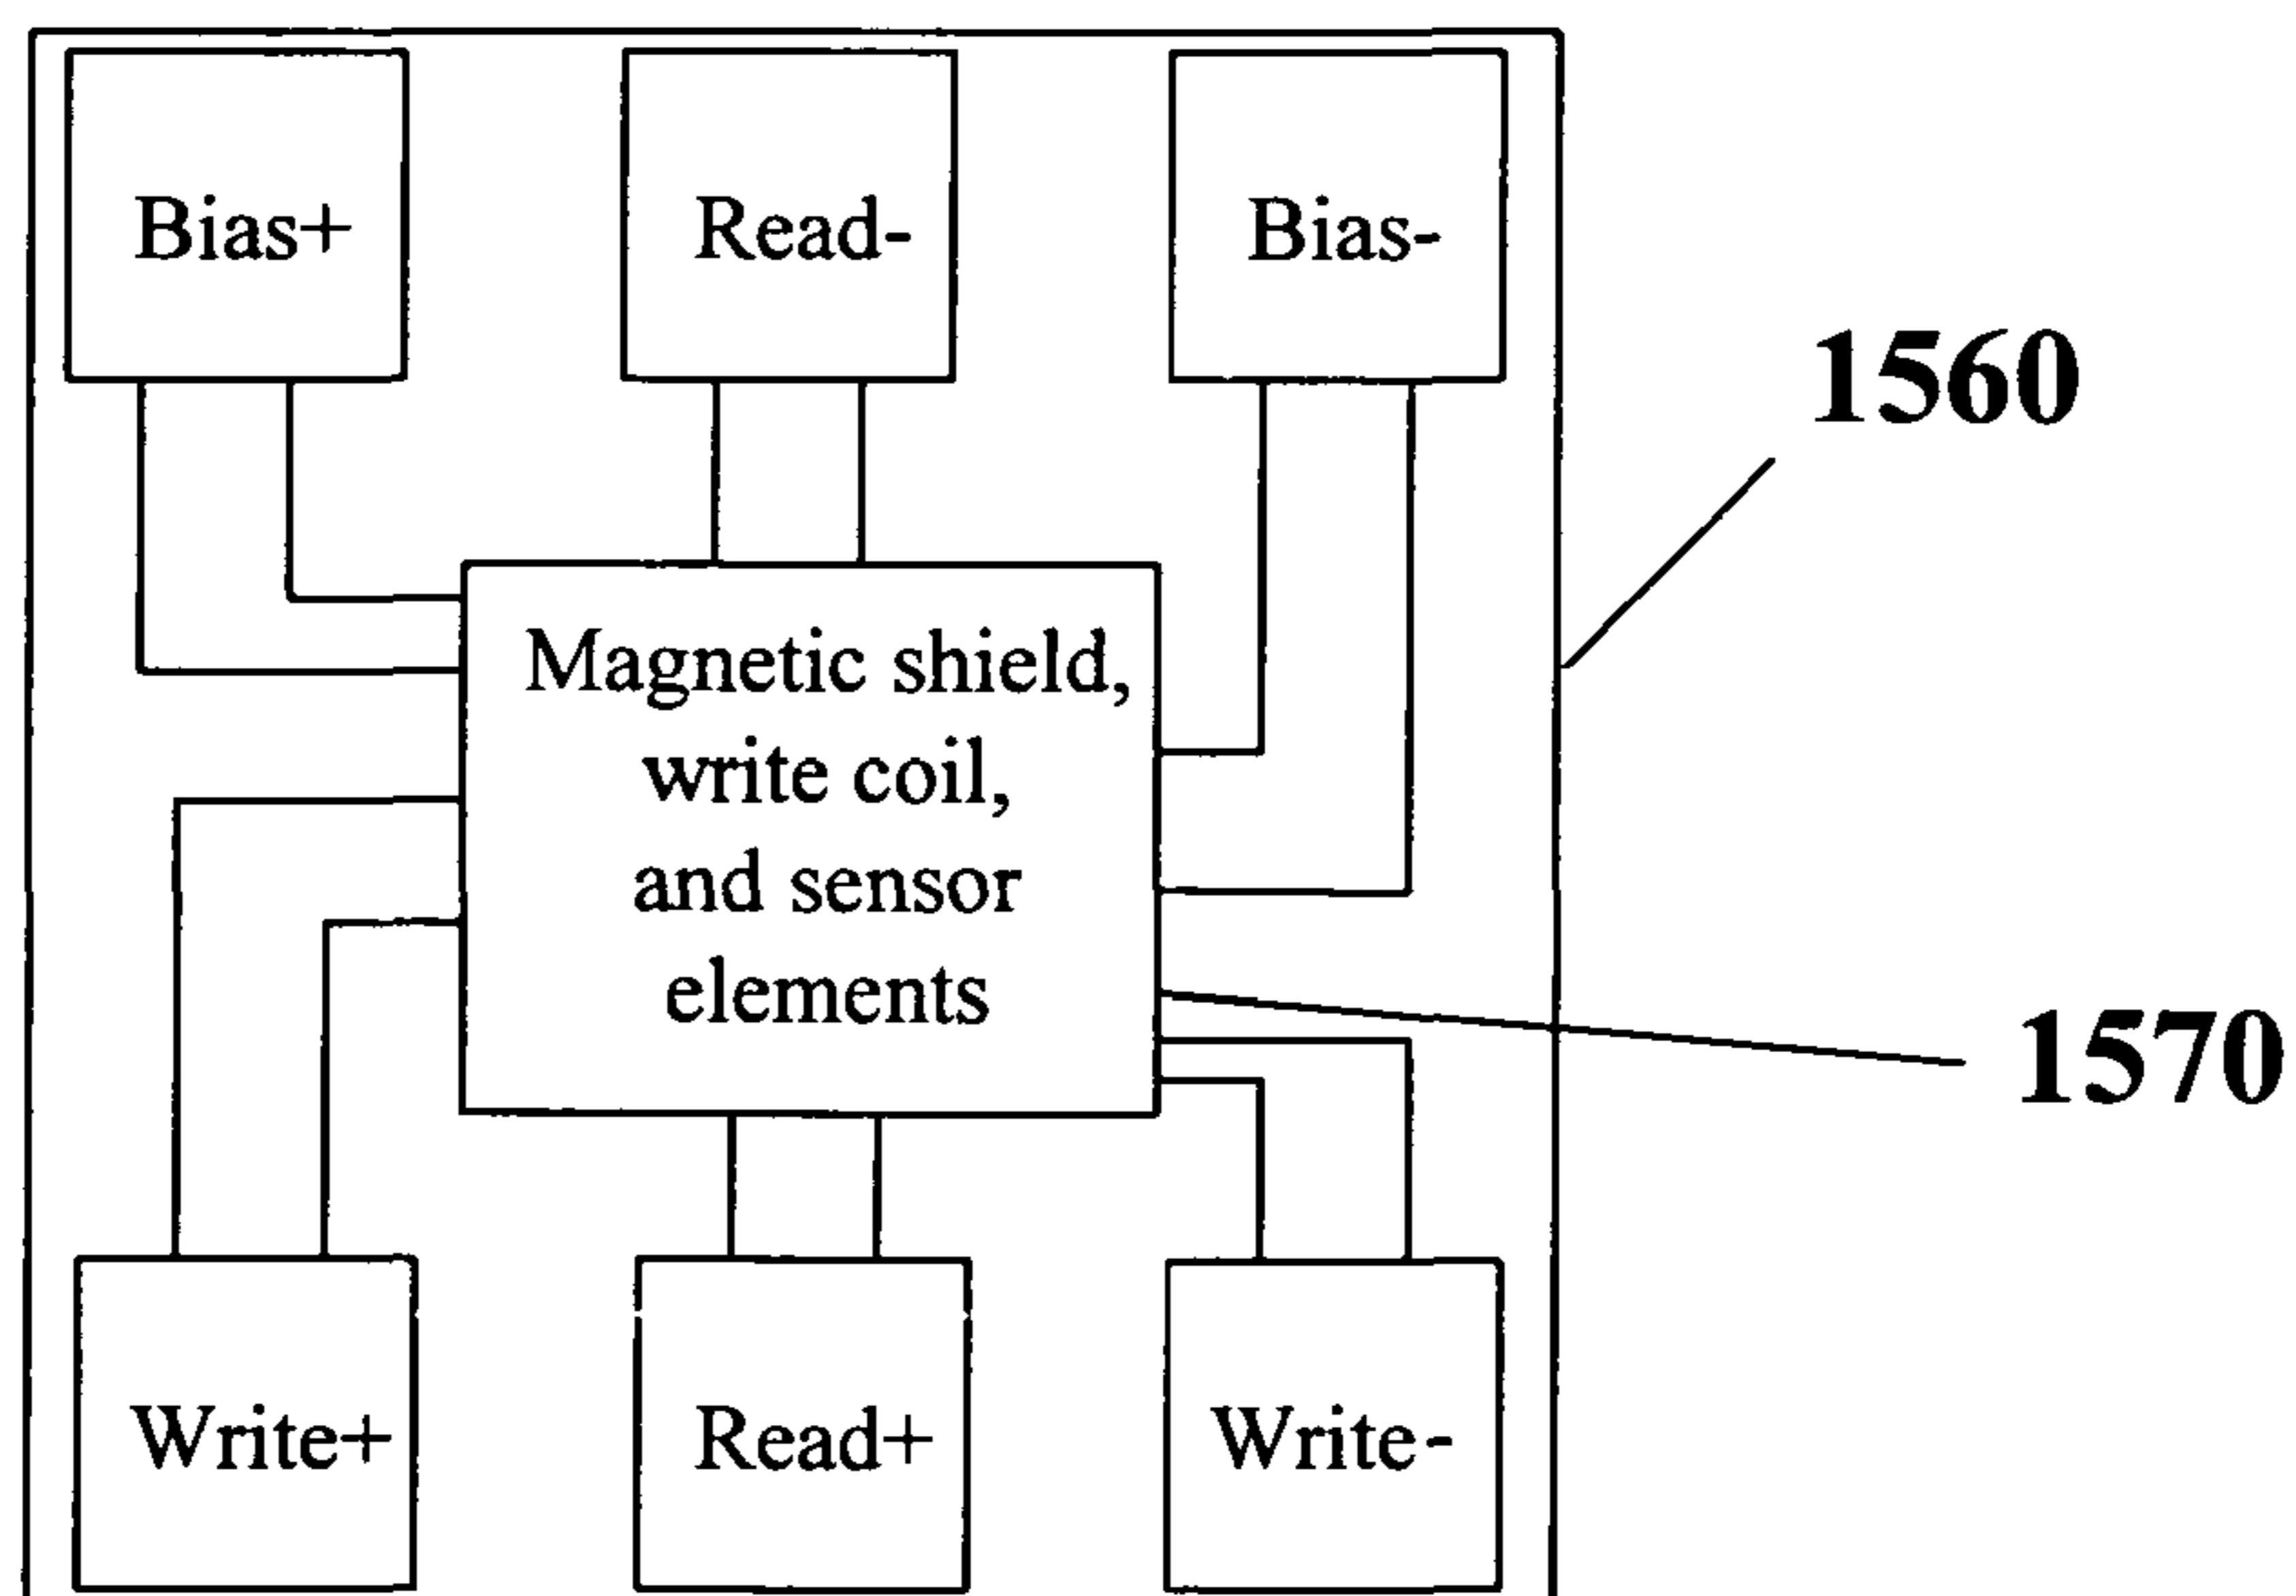 Bias+
Read-
Bias-
1560
Magnetic shield,
write coil,
and sensor
elements
1570
Write+
Read+
Write-